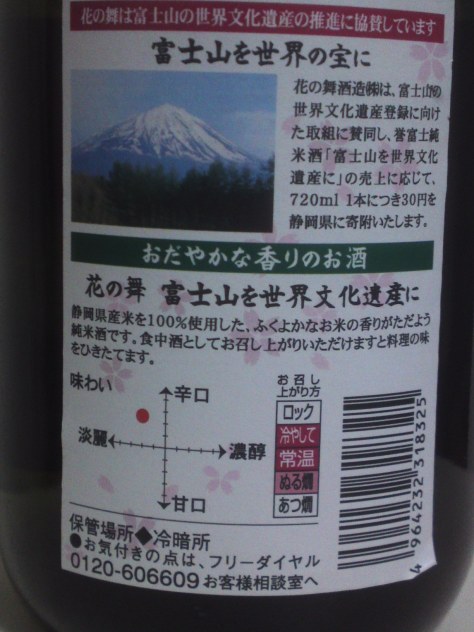 花の舞は富士山の世界文化遺産の推進に協賛しています
富士山を世界の宝に
花の舞酒造㈱は、富士山の
世界文化遺産登録に向け
た取組に賛同し、誉富士純
米酒「富士山を世界文化
遺産に」の売上に応じて、
720ml 1本につき30円を
静岡県に寄附いたします。
おだやかな香りのお酒
花の舞 富士山を世界文化遺産に
静岡県産米を100%使用した、ふくよかなお米の香りがただよう
純米酒です。食中酒としてお召し上がりいただけますと料理の味
をひきたてます。
味わい
辛口
淡麗
濃醇
甘口
お召し
上がり方
ロック
冷やして
常温
ぬる燗
あつ燗
4 964232 318325
保管場所◆冷暗所
●お気付きの点は、フリーダイヤル
0120-606609お客様相談室へ